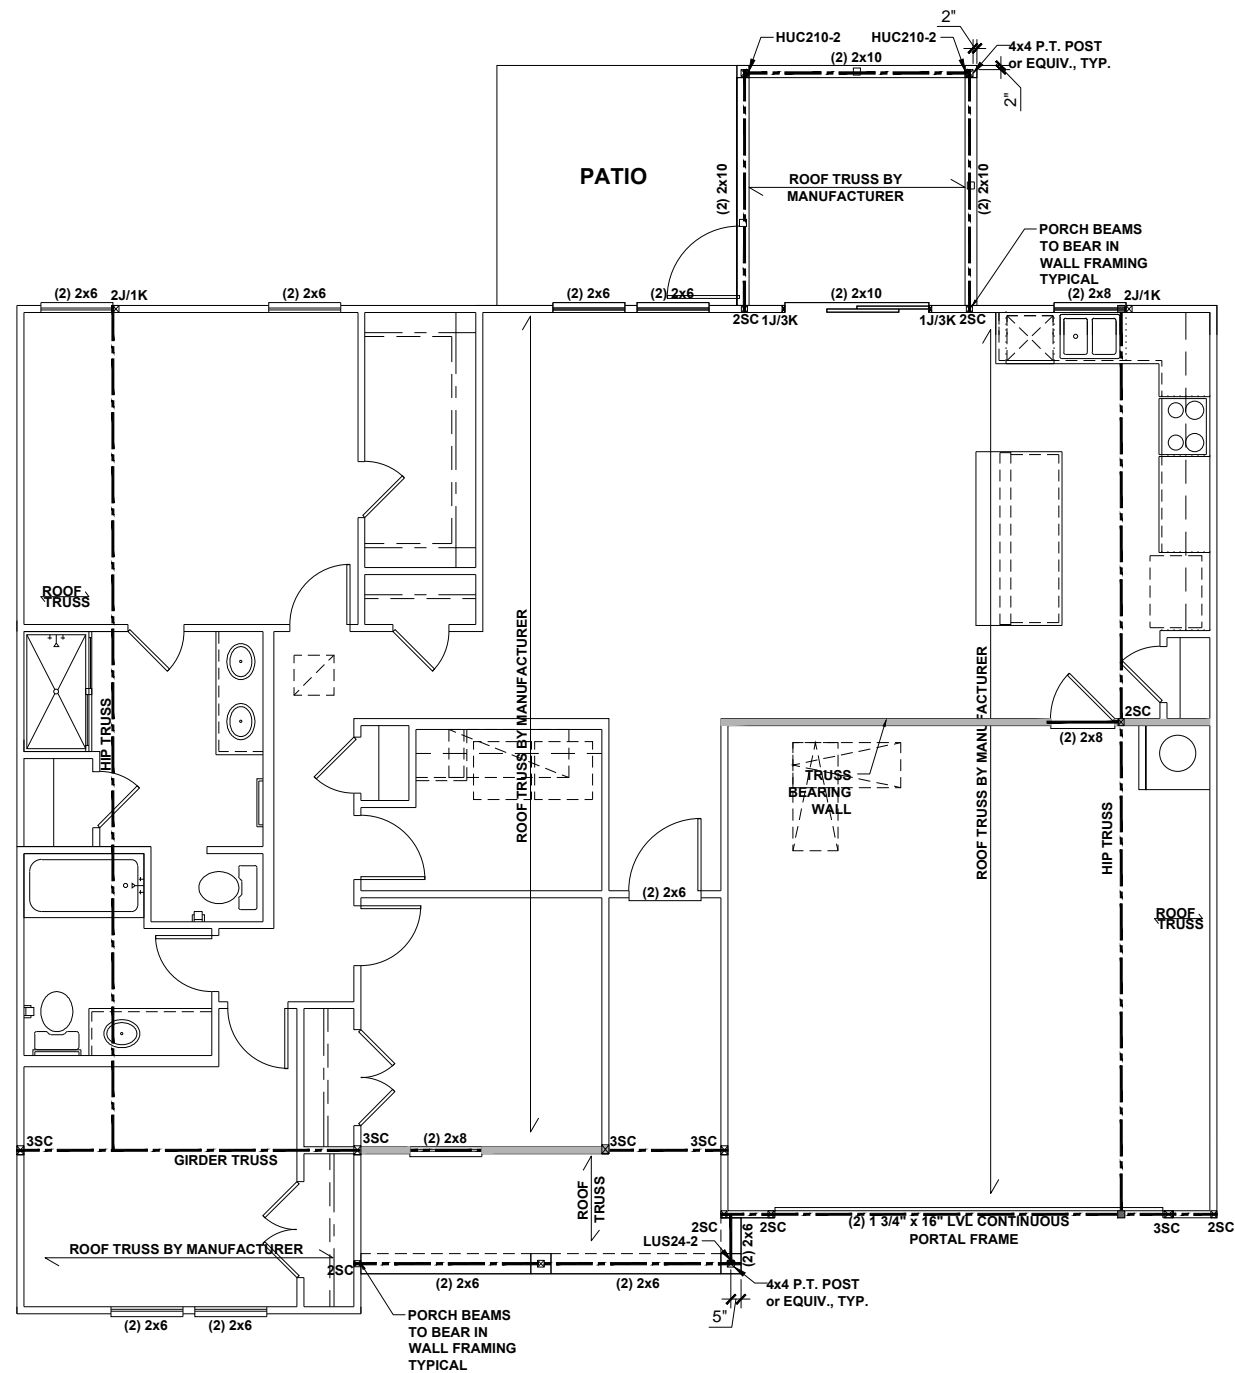 2"
HUC210-2
HUC210-2
4x4 P.T. POST
or EQUIV., TYP.
(2) 2x10
2"
PATIO
(2) 2x10
ROOF TRUSS BY
MANUFACTURER
(2) 2x10
PORCH BEAMS
TO BEAR IN
WALL FRAMING
TYPICAL
(2) 2x6
2J/1K
(2) 2x6
(2) 2x6
(2) 2x6
(2) 2x10
(2) 2x8
2J/1K
2SC
1J/3K
1J/3K
2SC
ROOF
TRUSS
HIP TRUSS
ROOF TRUSS BY MANUFACTURER
ROOF TRUSS BY MANUFACTURER
2SC
(2) 2x8
TRUSS
BEARING
WALL
HIP TRUSS
(2) 2x6
ROOF
TRUSS
3SC
GIRDER TRUSS
3SC
(2) 2x8
3SC
3SC
ROOF
TRUSS
2SC
2SC
(2) 1 3/4" x 16" LVL CONTINUOUS
PORTAL FRAME
3SC
2SC
LUS24-2
(2) 2x6
ROOF TRUSS BY MANUFACTURER
2SC
(2) 2x6
(2) 2x6
4x4 P.T. POST
or EQUIV., TYP.
5"
(2) 2x6
(2) 2x6
PORCH BEAMS
TO BEAR IN
WALL FRAMING
TYPICAL